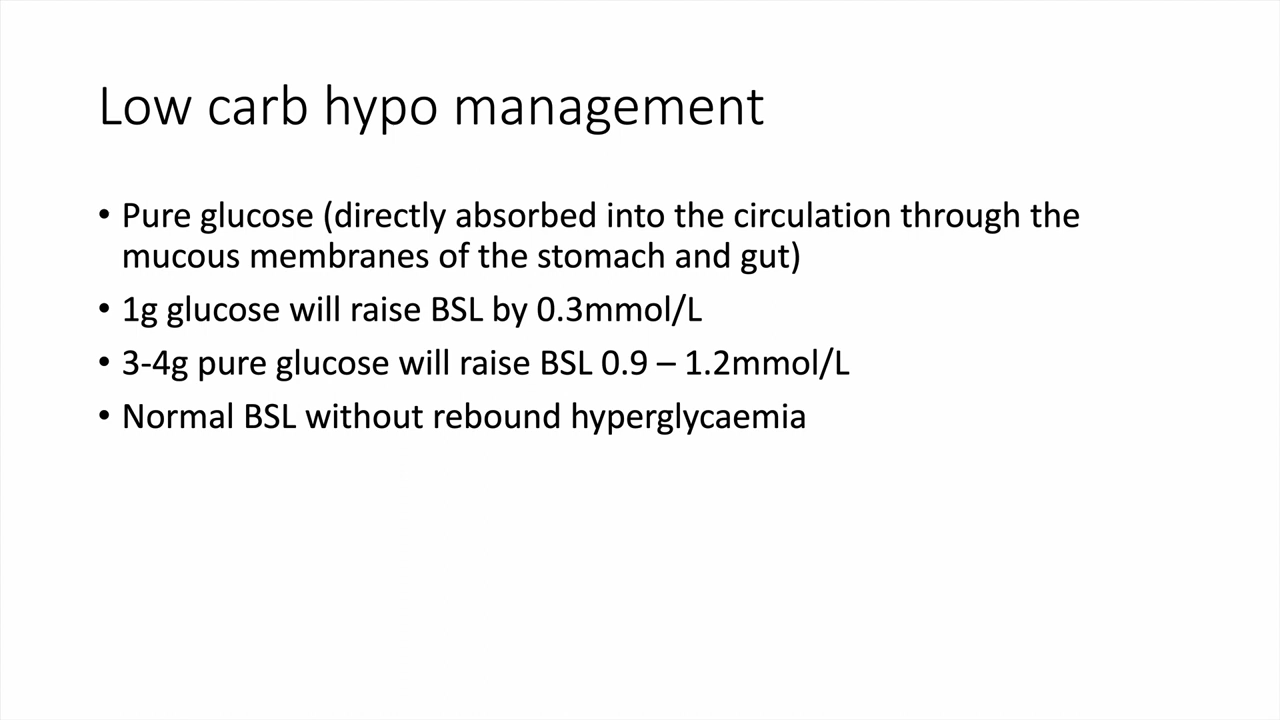 Low carb hypo management
• Pure glucose (directly absorbed into the circulation through the
mucous membranes of the stomach and gut)
• 1g glucose will raise BSL by 0.3mmol/L
• 3-4g pure glucose will raise BSL 0.9 – 1.2mmol/L
• Normal BSL without rebound hyperglycaemia